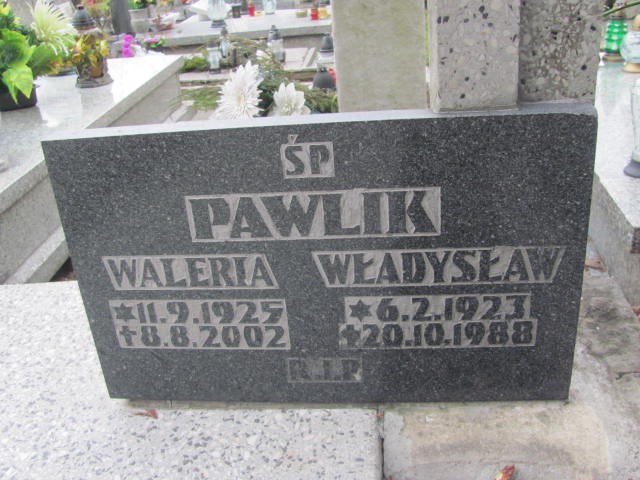 ŚP
PAWLIK
WALERIA WŁADYSŁAW
*11.9.1925 *6.2.1923
†8.8.2002 †20.10.1988
R.I.P